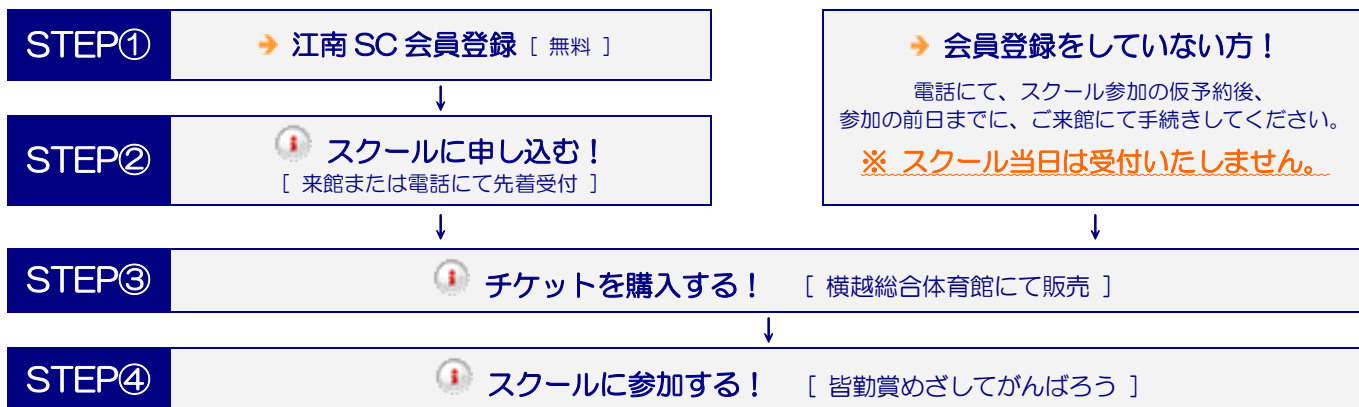 STEP① 江南 SC 会員登録 [ 無料 ]
↓
STEP② スクールに申し込む！
[ 来館または電話にて先着受付 ]
↓
会員登録をしていない方！
電話にて、スクール参加の仮予約後、
参加の前日までに、ご来館にて手続きしてください。
※ スクール当日は受付いたしません。
↓
STEP③ チケットを購入する！ [ 横越総合体育館にて販売 ]
↓
STEP④ スクールに参加する！ [ 皆勤賞めざしてがんばろう ]